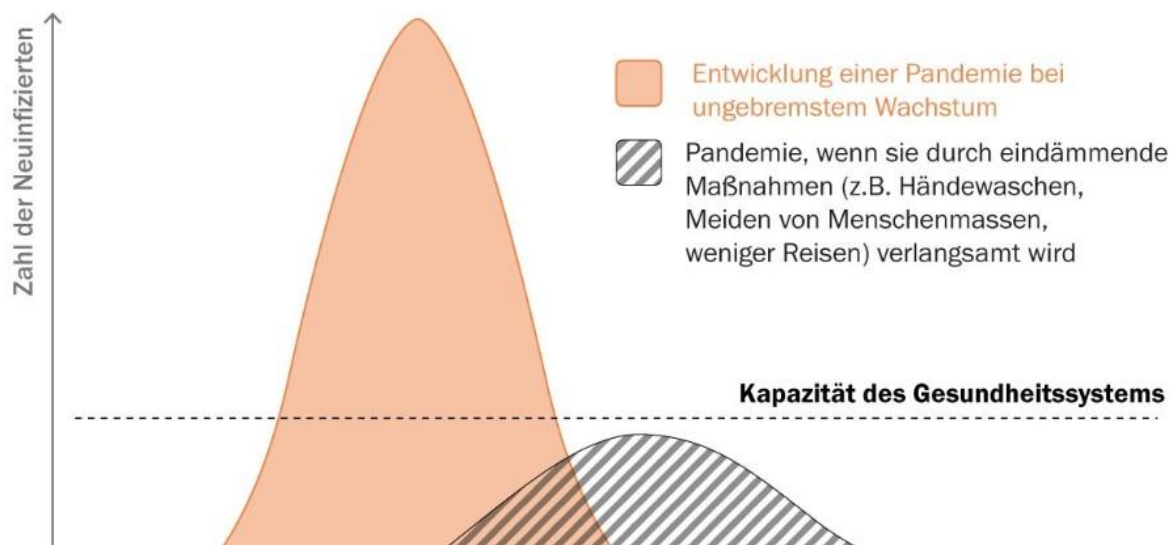 Zahl der Neuinfizierten
Entwicklung einer Pandemie bei
ungebremstem Wachstum
Pandemie, wenn sie durch eindämmende
Maßnahmen (z.B. Händewaschen,
Meiden von Menschenmassen,
weniger Reisen) verlangsamt wird
Kapazität des Gesundheitssystems